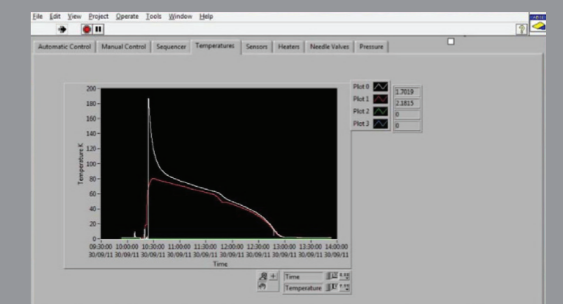 File Edit View Project Operate Tools Window Help
Automatic Control Manual Control Sequencer Temperatures Sensors Heaters Needle Valves Pressure
Plot 0 1.7019
Plot 1 2.1815
Plot 2 0
Plot 3 0
Temperature K
200
180
160
140
120
100
80
60
40
20
0
09:30:00 10:00:00 10:30:00 11:00:00 11:30:00 12:00:00 12:30:00 13:00:00 13:30:00 14:00:00
30/09/11 30/09/11 30/09/11 30/09/11 30/09/11 30/09/11 30/09/11 30/09/11 30/09/11 30/09/11
Time
Time
Temperature